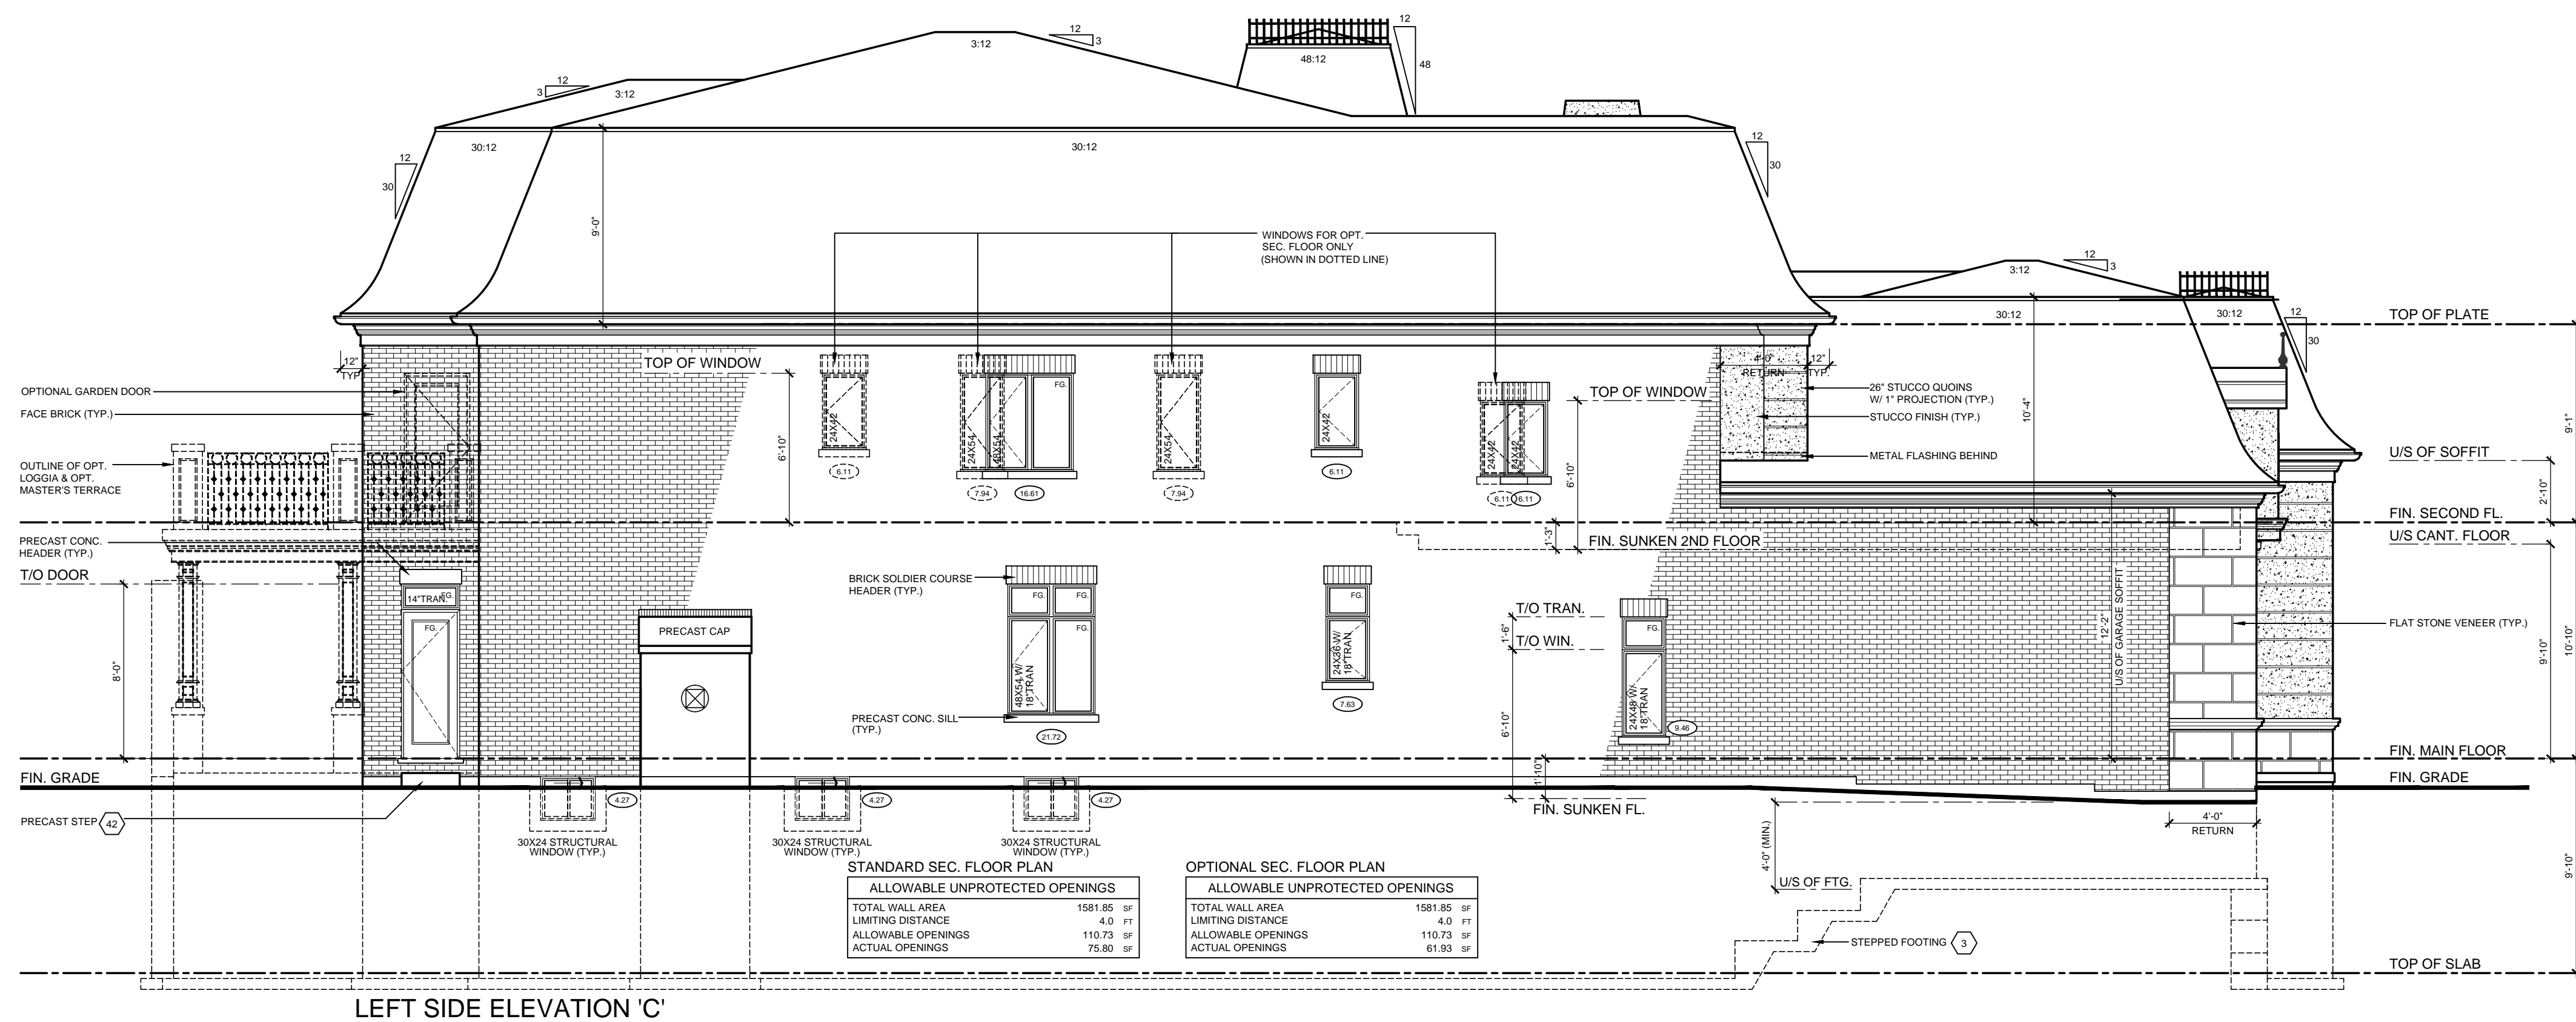 12
3
3:12
12
48
48:12
12
3
3:12
30:12
30:12
12
30
12
30
9'-0"
WINDOWS FOR OPT.
SEC. FLOOR ONLY
(SHOWN IN DOTTED LINE)
12
3
3:12
30:12
30:12
12
30
TOP OF PLATE
12"
TYP.
TOP OF WINDOW
OPTIONAL GARDEN DOOR
FACE BRICK (TYP.)
OUTLINE OF OPT.
LOGGIA & OPT.
MASTER'S TERRACE
6'-10"
24X42
6.11
24X54
7.94
48X54
FG.
16.61
24X54
7.94
24X42
6.11
24X42
6.11
24X42
6.11
TOP OF WINDOW
6'-10"
4'-0"
RETURN
12"
TYP.
26" STUCCO QUOINS
W/ 1" PROJECTION (TYP.)
STUCCO FINISH (TYP.)
METAL FLASHING BEHIND
10'-4"
9'-1"
U/S OF SOFFIT
2'-10"
FIN. SECOND FL.
U/S CANT. FLOOR
PRECAST CONC.
HEADER (TYP.)
T/O DOOR
8'-0"
14"TRAN.
FG.
FG.
1'-3"
FIN. SUNKEN 2ND FLOOR
BRICK SOLDIER COURSE
HEADER (TYP.)
PRECAST CAP
FG.
FG.
FG.
48X54 W/
18"TRAN
21.72
PRECAST CONC. SILL
(TYP.)
FG.
24X36 W/
18"TRAN
7.63
T/O TRAN.
1'-6"
T/O WIN.
6'-10"
FG.
24X48 W/
18"TRAN
9.46
12'-2"
U/S OF GARAGE SOFFIT
FLAT STONE VENEER (TYP.)
9'-10"
10'-10"
FIN. MAIN FLOOR
FIN. GRADE
FIN. GRADE
1'-10"
FIN. SUNKEN FL.
PRECAST STEP
42
4.27
4.27
4.27
30X24 STRUCTURAL
WINDOW (TYP.)
30X24 STRUCTURAL
WINDOW (TYP.)
30X24 STRUCTURAL
WINDOW (TYP.)
4'-0"
RETURN
4'-0" (MIN.)
U/S OF FTG.
9'-10"
STANDARD SEC. FLOOR PLAN
ALLOWABLE UNPROTECTED OPENINGS
TOTAL WALL AREA 1581.85 SF
LIMITING DISTANCE 4.0 FT
ALLOWABLE OPENINGS 110.73 SF
ACTUAL OPENINGS 75.80 SF
OPTIONAL SEC. FLOOR PLAN
ALLOWABLE UNPROTECTED OPENINGS
TOTAL WALL AREA 1581.85 SF
LIMITING DISTANCE 4.0 FT
ALLOWABLE OPENINGS 110.73 SF
ACTUAL OPENINGS 61.93 SF
STEPPED FOOTING
3
TOP OF SLAB
LEFT SIDE ELEVATION 'C'